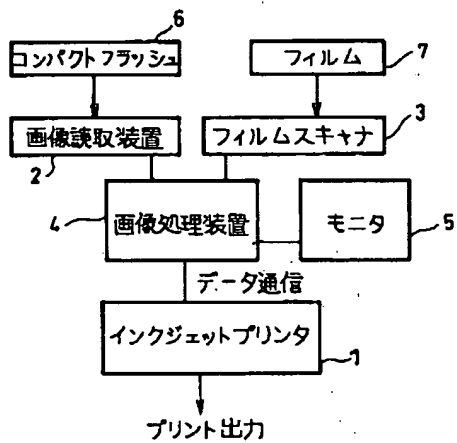 6
コンパクトフラッシュ
フィルム
7
画像読取装置
2
フィルムスキャナ
3
4
画像処理装置
モニタ
5
データ通信
インクジェットプリンタ
1
プリント出力